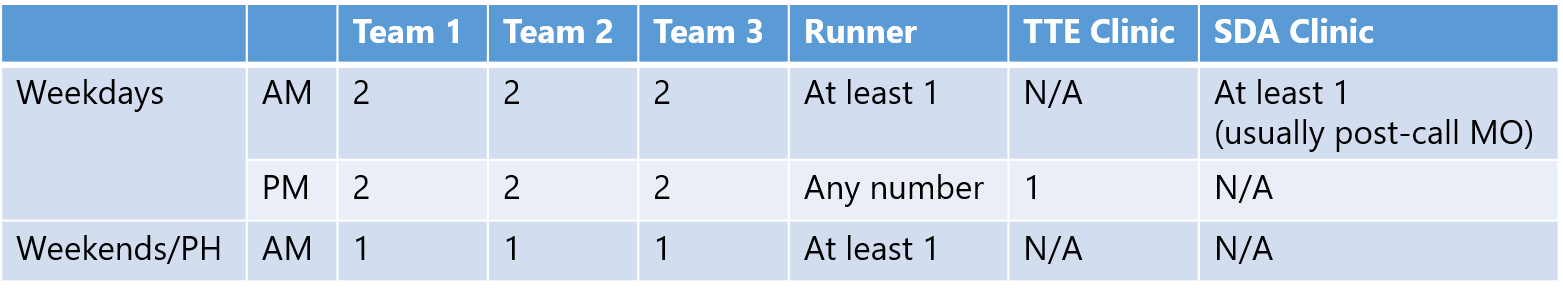 Team 1 Team 2 Team 3 Runner TTE Clinic SDA Clinic
Weekdays AM 2 2 2 At least 1 N/A At least 1
(usually post-call MO)
PM 2 2 2 Any number 1 N/A
Weekends/PH AM 1 1 1 At least 1 N/A N/A